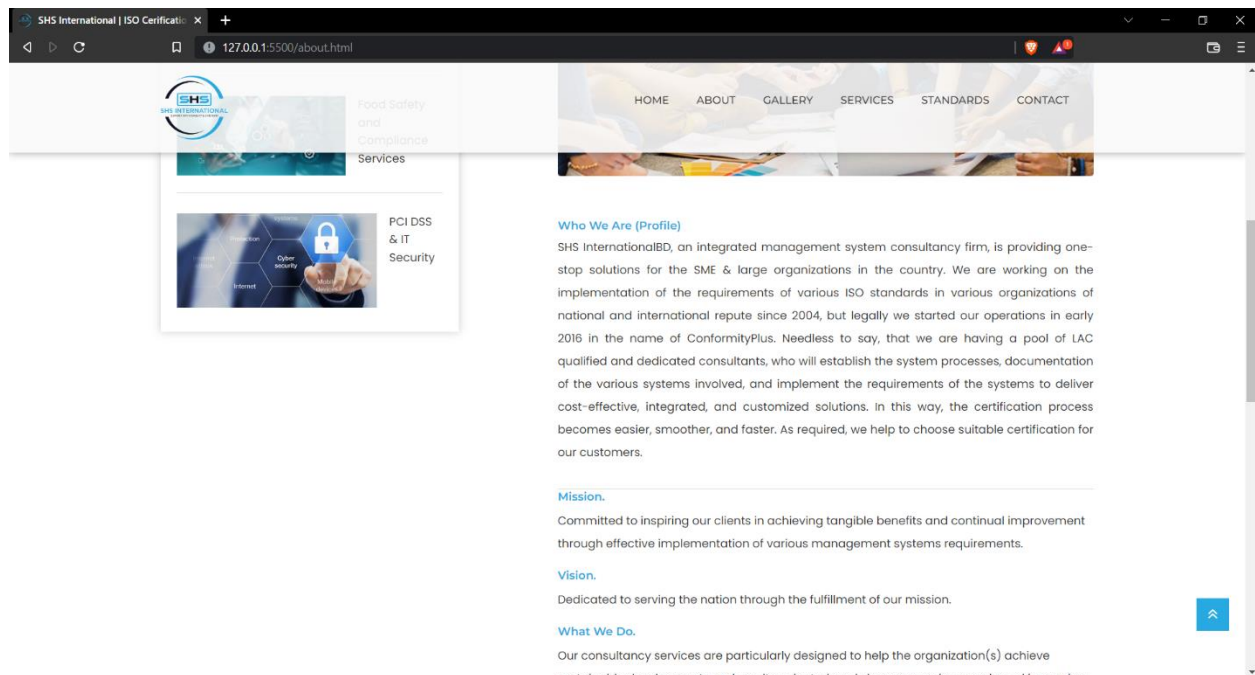 SHS International | ISO Cerificatio
127.0.0.1:5500/about.html
SHS
SHS INTERNATIONAL
HOME ABOUT GALLERY SERVICES STANDARDS CONTACT
Food Safety
and
Compliance
Services
PCI DSS
& IT
Security
Protection
Cyber
security
Internet
Mobile
devices
Who We Are (Profile)
SHS InternationalBD, an integrated management system consultancy firm, is providing one-
stop solutions for the SME & large organizations in the country. We are working on the
implementation of the requirements of various ISO standards in various organizations of
national and international repute since 2004, but legally we started our operations in early
2016 in the name of ConformityPlus. Needless to say, that we are having a pool of LAC
qualified and dedicated consultants, who will establish the system processes, documentation
of the various systems involved, and implement the requirements of the systems to deliver
cost-effective, integrated, and customized solutions. In this way, the certification process
becomes easier, smoother, and faster. As required, we help to choose suitable certification for
our customers.
Mission.
Committed to inspiring our clients in achieving tangible benefits and continual improvement
through effective implementation of various management systems requirements.
Vision.
Dedicated to serving the nation through the fulfillment of our mission.
What We Do.
Our consultancy services are particularly designed to help the organization(s) achieve